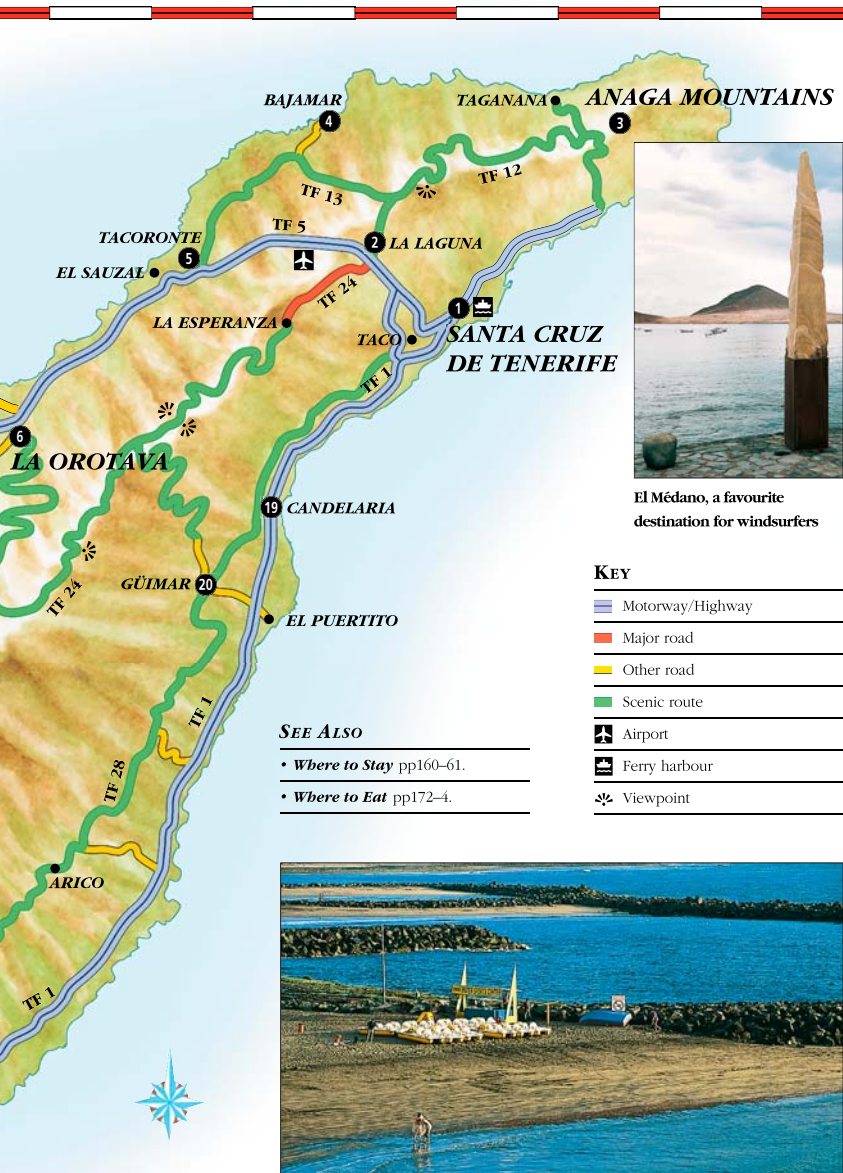 BAJAMAR
4
TAGANANA
ANAGA MOUNTAINS
3
TF 12
TF 13
TF 5
TACORONTE
5
2 LA LAGUNA
EL SAUZAL
TF 24
1
LA ESPERANZA
TACO
SANTA CRUZ
DE TENERIFE
TF 1
6
LA OROTAVA
El Médano, a favourite
destination for windsurfers
19 CANDELARIA
GÜIMAR 20
TF 24
EL PUERTITO
KEY
Motorway/Highway
Major road
Other road
Scenic route
Airport
Ferry harbour
Viewpoint
TF 1
SEE ALSO
• Where to Stay pp160–61.
• Where to Eat pp172–4.
TF 28
ARICO
TF 1